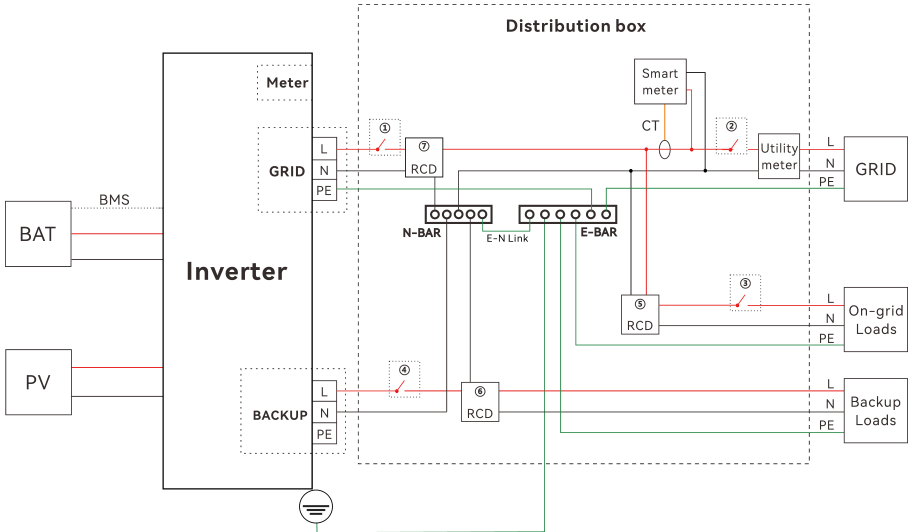 Distribution box
Meter
Smart
meter
CT
①
②
⑦
RCD
Utility
meter
GRID
L
N
PE
L
N
PE
GRID
BMS
BAT
N-BAR
E-N Link
E-BAR
Inverter
③
⑤
RCD
L
N
PE
On-grid
Loads
PV
④
⑥
RCD
BACKUP
L
N
PE
L
N
PE
Backup
Loads